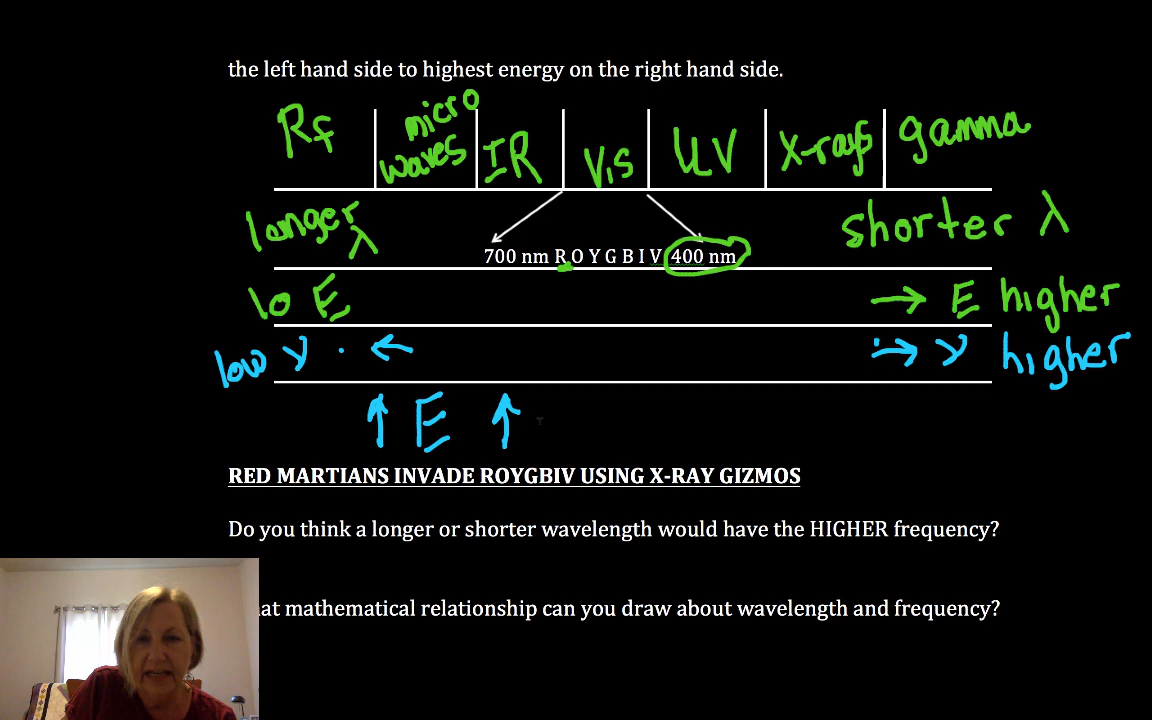 the left hand side to highest energy on the right hand side.
Rf micro waves IR Vis UV X-rays gamma
longer λ shorter λ
700 nm R O Y G B I V 400 nm
lo E → E higher
low ν · ← → ν higher
↑ E ↑
RED MARTIANS INVADE ROYGBIV USING X-RAY GIZMOS
Do you think a longer or shorter wavelength would have the HIGHER frequency?
at mathematical relationship can you draw about wavelength and frequency?